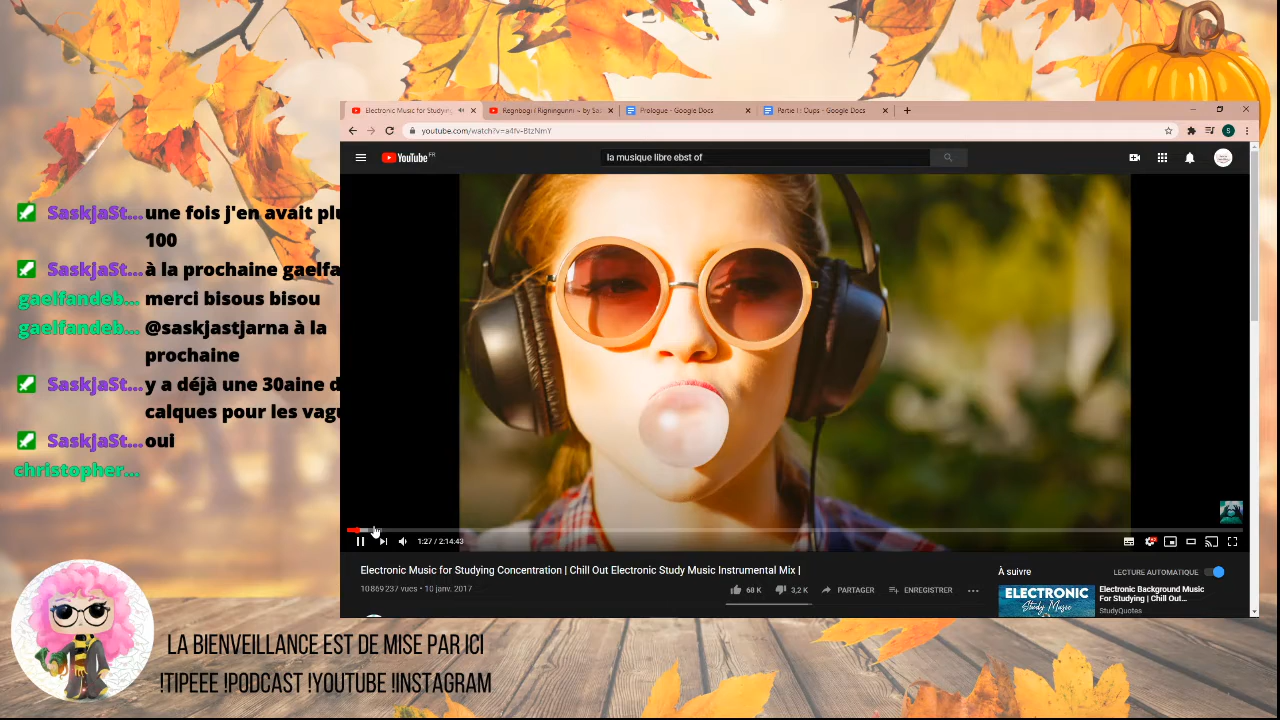 Electronic Music for Studying
Regnbogi í Rigningunni ~ by Sa
Prologue - Google Docs
Partie I : Oups - Google Docs
youtube.com/watch?v=a4fv-BtzNmY
S
YouTube FR
la musique libre ebst of
SaskjaSt... une fois j'en avait plu
100
SaskjaSt... à la prochaine gaelfa
gaelfandeb... merci bisous bisou
gaelfandeb... @saskjastjarna à la
prochaine
SaskjaSt... y a déjà une 30aine d
calques pour les vagu
SaskjaSt... oui
christopher...
1:27 / 2:14:43
Electronic Music for Studying Concentration | Chill Out Electronic Study Music Instrumental Mix |
10 869 237 vues • 10 janv. 2017
68 K
3,2 K
PARTAGER
ENREGISTRER
À suivre
LECTURE AUTOMATIQUE
ELECTRONIC
Study Music
Electronic Background Music
For Studying | Chill Out...
StudyQuotes
LA BIENVEILLANCE EST DE MISE PAR ICI
!TIPEEE !PODCAST !YOUTUBE !INSTAGRAM